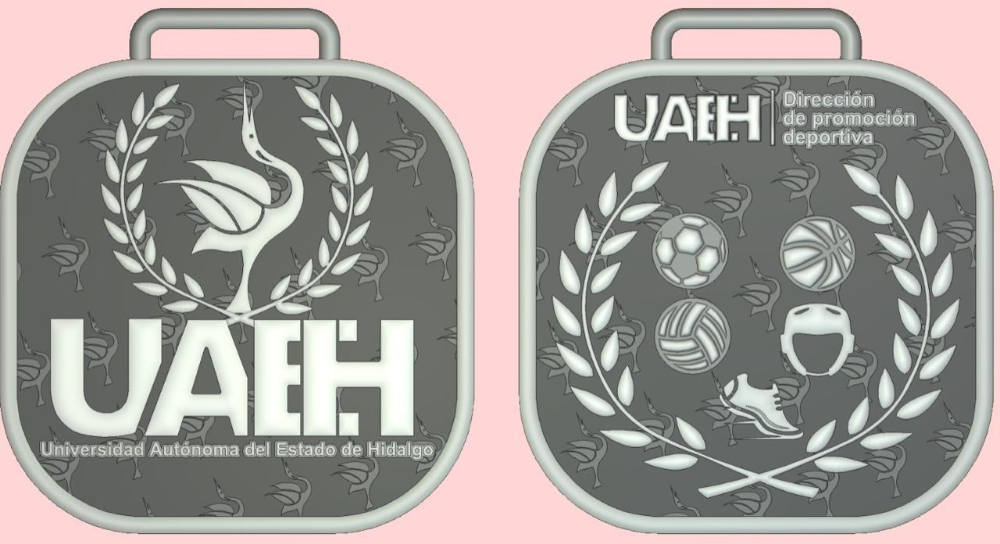 UAEH
Universidad Autónoma del Estado de Hidalgo
UAEH
Dirección
de promoción
deportiva